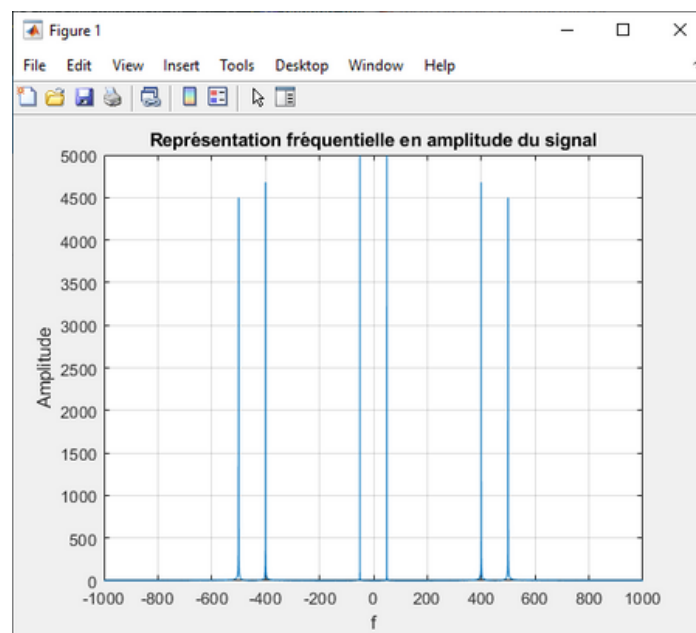 Figure 1
File Edit View Insert Tools Desktop Window Help
Représentation fréquentielle en amplitude du signal
5000
4500
4000
3500
3000
2500
2000
1500
1000
500
0
Amplitude
-1000 -800 -600 -400 -200 0 200 400 600 800 1000
f